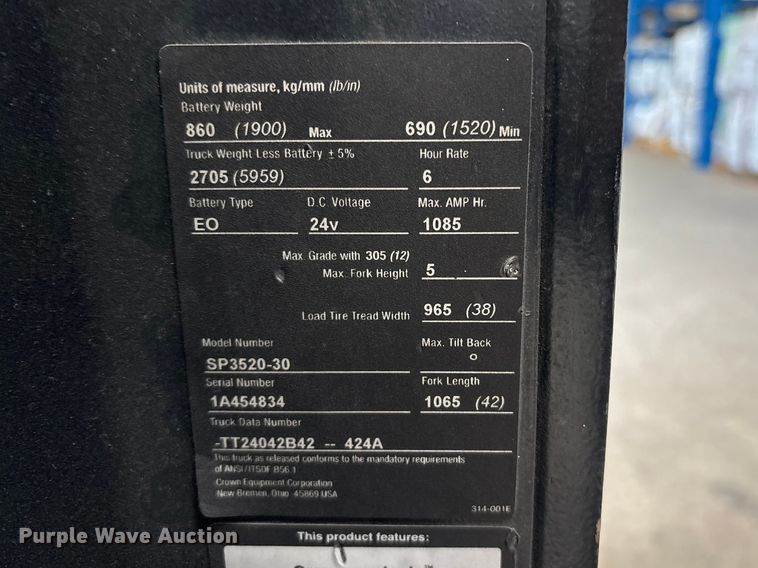 Units of measure, kg/mm (lb/in)
Battery Weight
860 (1900) Max 690 (1520) Min
Truck Weight Less Battery ± 5% Hour Rate
2705 (5959) 6
Battery Type D.C. Voltage Max. AMP Hr.
EO 24v 1085
Max. Grade with 305 (12)
Max. Fork Height 5
Load Tire Tread Width 965 (38)
Model Number Max. Tilt Back
SP3520-30 o
Serial Number Fork Length
1A454834 1065 (42)
Truck Data Number
-TT24042B42 -- 424A
This truck as released conforms to the mandatory requirements
of ANSI/ITSDF B56.1
Crown Equipment Corporation
New Bremen, Ohio 45869 USA
314-001E
This product features:
Purple Wave Auction